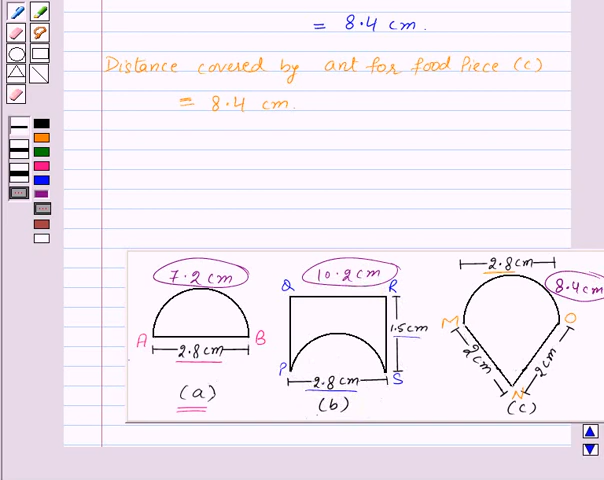 = 8.4 cm.
Distance covered by ant for food Piece (c)
= 8.4 cm.
7.2 cm
A B
2.8 cm
(a)
10.2 cm
Q R
1.5 cm
P S
2.8 cm
(b)
2.8 cm
8.4 cm
M O
2 cm 2 cm
N
(c)